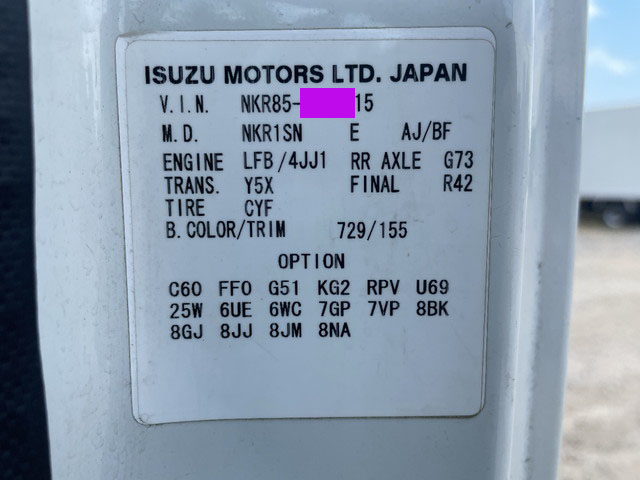 ISUZU MOTORS LTD. JAPAN
V.I.N. NKR85- 15
M.D. NKR1SN E AJ/BF
ENGINE LFB/4JJ1 RR AXLE G73
TRANS. Y5X FINAL R42
TIRE CYF
B.COLOR/TRIM 729/155
OPTION
C60 FF0 G51 KG2 RPV U69
25W 6UE 6WC 7GP 7VP 8BK
8GJ 8JJ 8JM 8NA